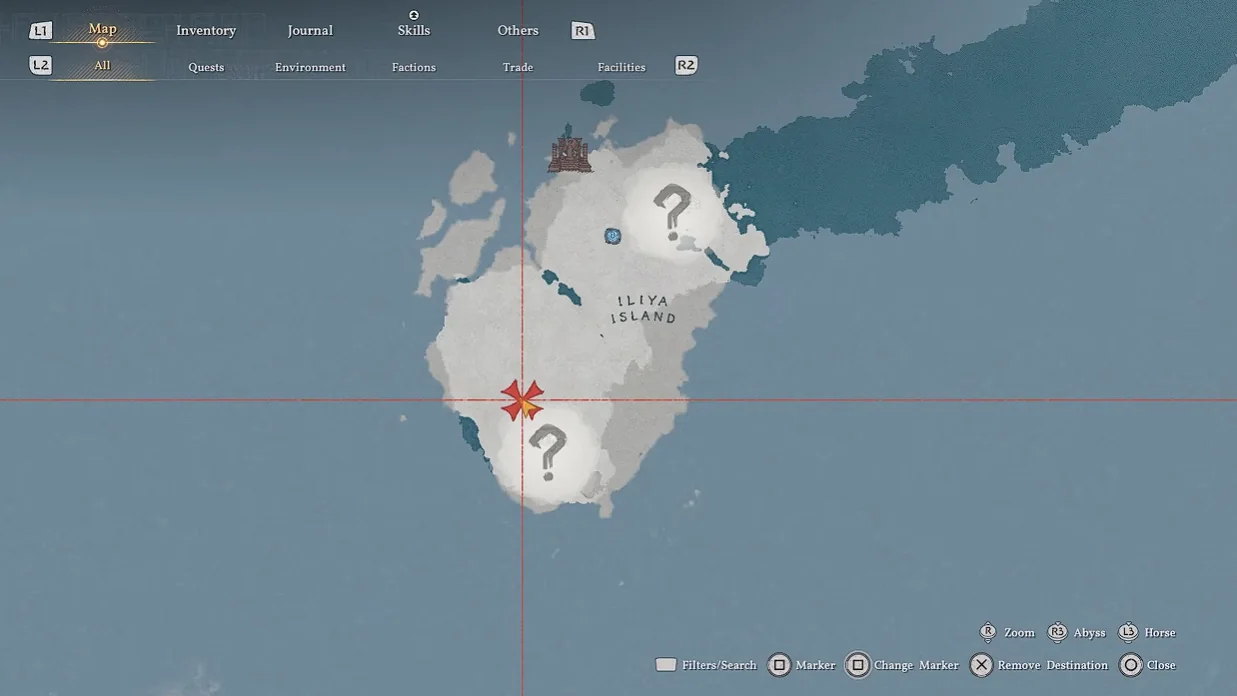 L1 Map Inventory Journal Skills Others R1
L2 All Quests Environment Factions Trade Facilities R2
?
ILIYA
ISLAND
?
R Zoom R3 Abyss L3 Horse
Filters/Search Marker Change Marker Remove Destination Close